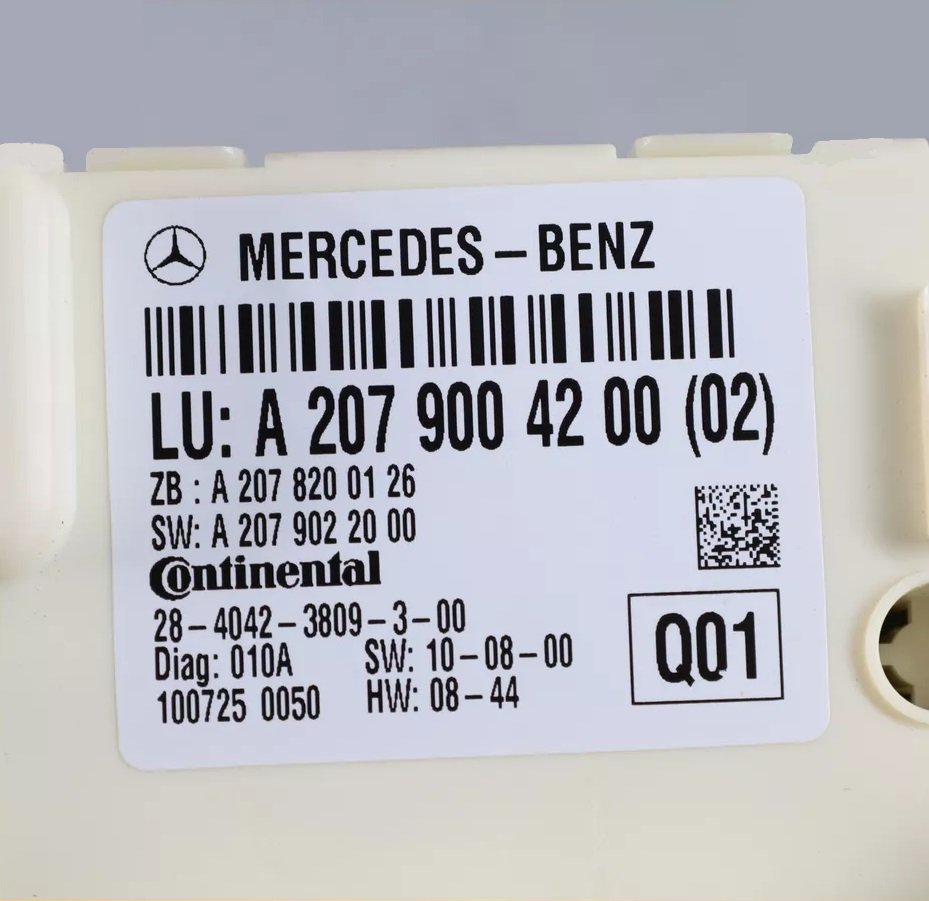 MERCEDES-BENZ
LU: A 207 900 42 00 (02)
ZB : A 207 820 01 26
SW: A 207 902 20 00
Continental
28-4042-3809-3-00
Diag: 010A SW: 10-08-00
100725 0050 HW: 08-44
Q01